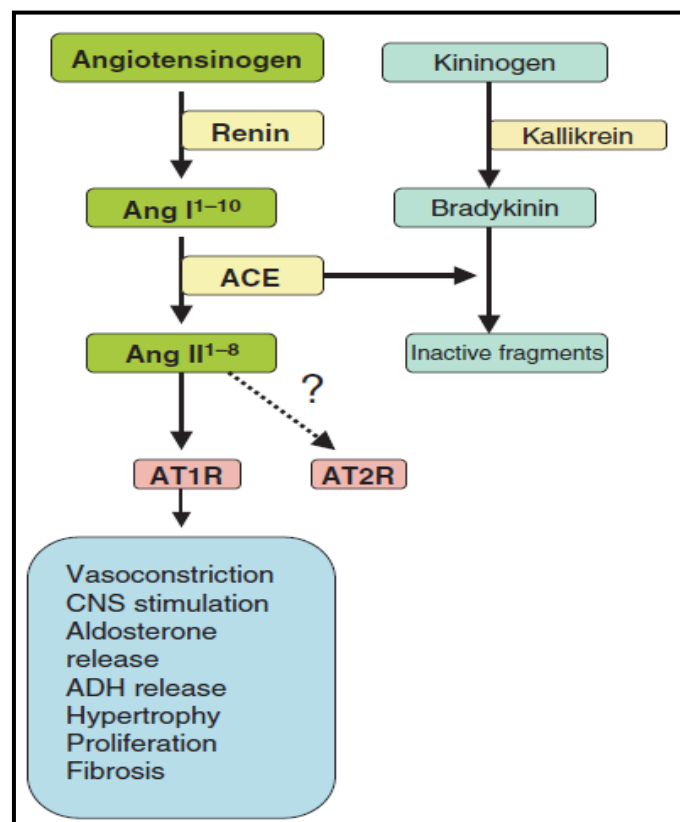 Angiotensinogen
Kininogen
Renin
Kallikrein
Ang I¹⁻¹⁰
Bradykinin
ACE
Ang II¹⁻⁸
Inactive fragments
?
AT1R
AT2R
Vasoconstriction
CNS stimulation
Aldosterone
release
ADH release
Hypertrophy
Proliferation
Fibrosis